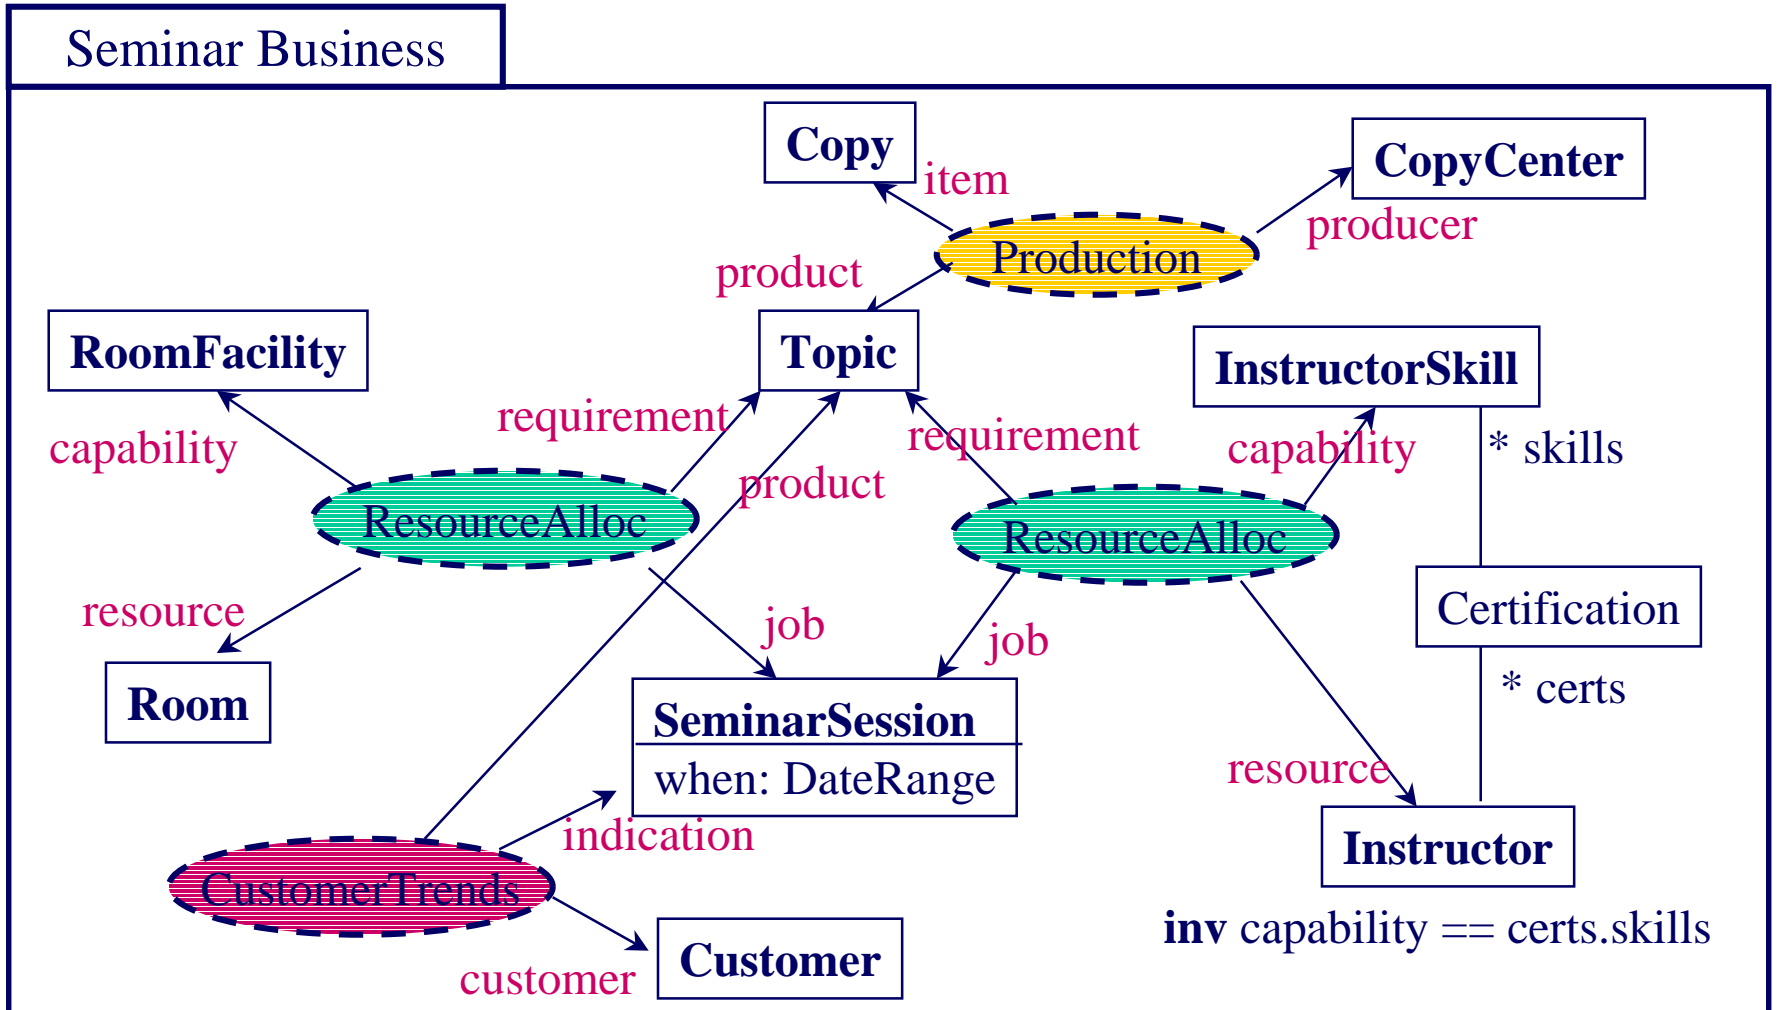 Seminar Business
Copy
CopyCenter
item
producer
Production
product
RoomFacility
Topic
InstructorSkill
requirement
requirement
capability
capability
* skills
product
ResourceAlloc
ResourceAlloc
resource
Certification
job
job
* certs
Room
SeminarSession
when: DateRange
resource
indication
Instructor
CustomerTrends
inv capability == certs.skills
Customer
customer